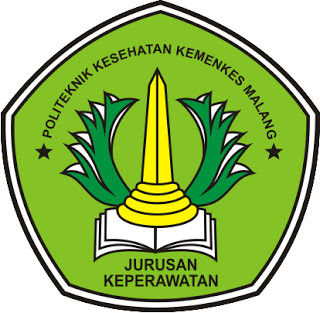 POLITEKNIK KESEHATAN KEMENKES MALANG
JURUSAN
KEPERAWATAN